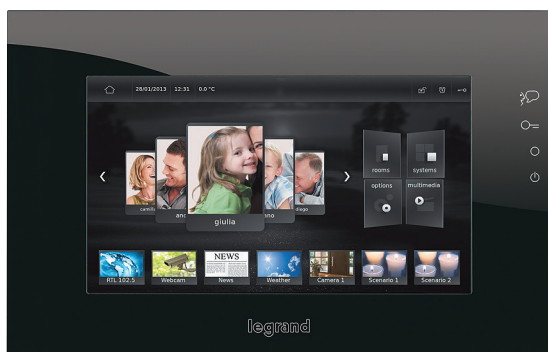 28/01/2013 12:31 0.0 °C
rooms systems
options multimedia
camilla
diego
giulia
RTL 102.5 Webcam NEWS News Weather Camera 1 Scenario 1 Scenario 2
legrand